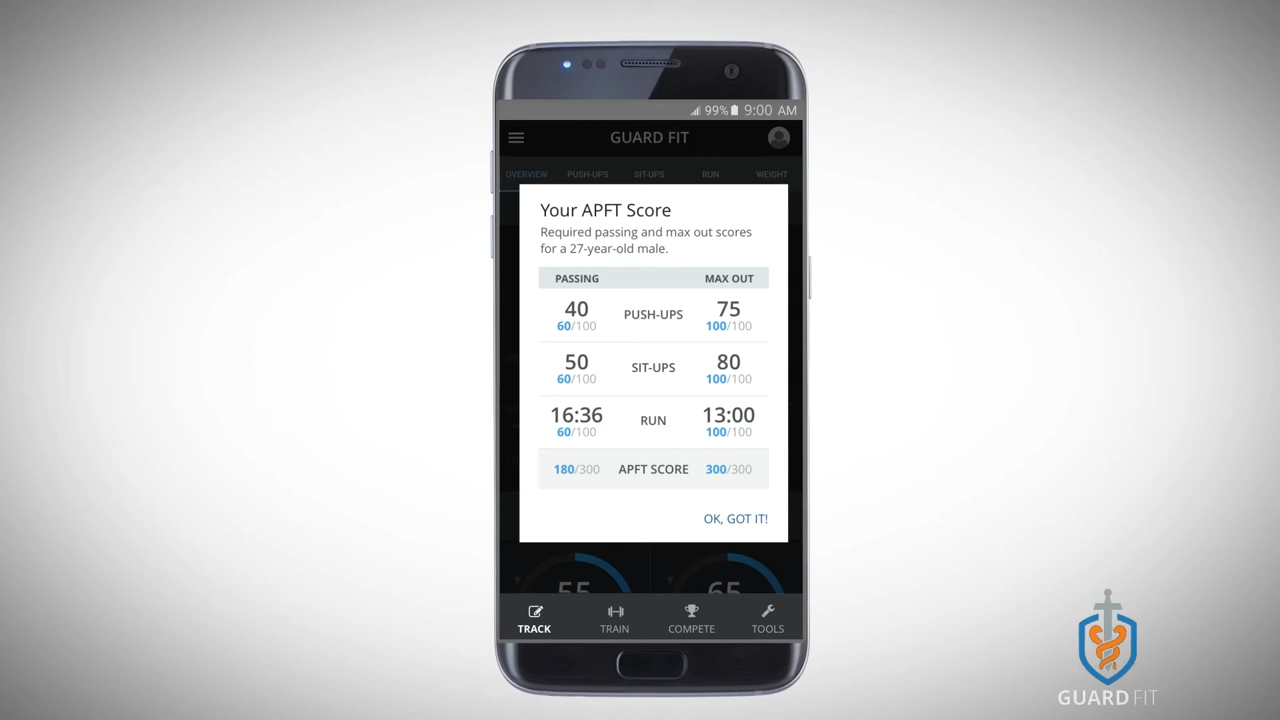 99% 9:00 AM
GUARD FIT
OVERVIEW PUSH-UPS SIT-UPS RUN WEIGHT
Your APFT Score
Required passing and max out scores
for a 27-year-old male.
PASSING MAX OUT
40 PUSH-UPS 75
60/100 100/100
50 SIT-UPS 80
60/100 100/100
16:36 RUN 13:00
60/100 100/100
180/300 APFT SCORE 300/300
OK, GOT IT!
55 65
TRACK TRAIN COMPETE TOOLS
GUARD FIT